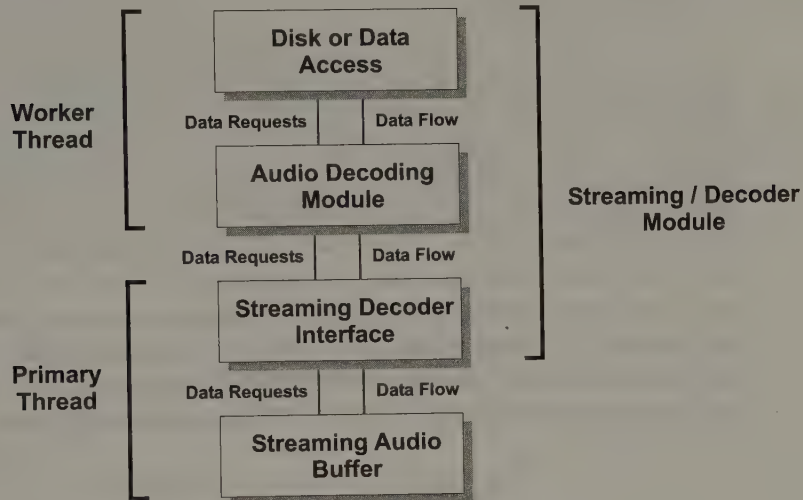 Disk or Data
Access
Worker
Thread
Data Requests
Data Flow
Audio Decoding
Module
Streaming / Decoder
Module
Data Requests
Data Flow
Streaming Decoder
Interface
Primary
Thread
Data Requests
Data Flow
Streaming Audio
Buffer